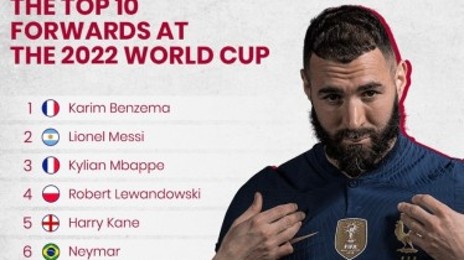 THE TOP 10
FORWARDS AT
THE 2022 WORLD CUP
1 Karim Benzema
2 Lionel Messi
3 Kylian Mbappe
4 Robert Lewandowski
5 Harry Kane
6 Neymar